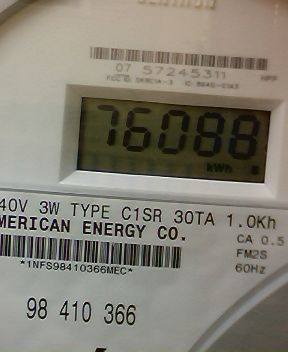 07 57245311
76088
kWh
40V 3W TYPE C1SR 30TA 1.0Kh
MERICAN ENERGY CO.
CA 0.5
FM2S
60Hz
*1NFS98410366MEC*
98 410 366